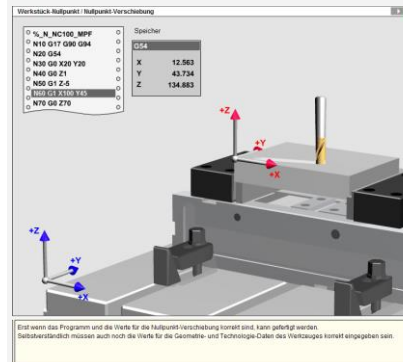 Werkstück-Nullpunkt / Nullpunkt-Verschiebung
%_N_NC100_MPF
N10 G17 G90 G94
N20 G54
N30 G0 X20 Y20
N40 G0 Z1
N50 G1 Z-5
N60 G1 X100 Y45
N70 G0 Z70
Speicher
G54
X 12.563
Y 43.734
Z 134.883
+Z
+Y
+X
+Z
+Y
+X
Erst wenn das Programm und die Werte für die Nullpunkt-Verschiebung korrekt sind, kann gefertigt werden.
Selbstverständlich müssen auch noch die Werte für die Geometrie- und Technologie-Daten des Werkzeuges korrekt eingegeben sein.